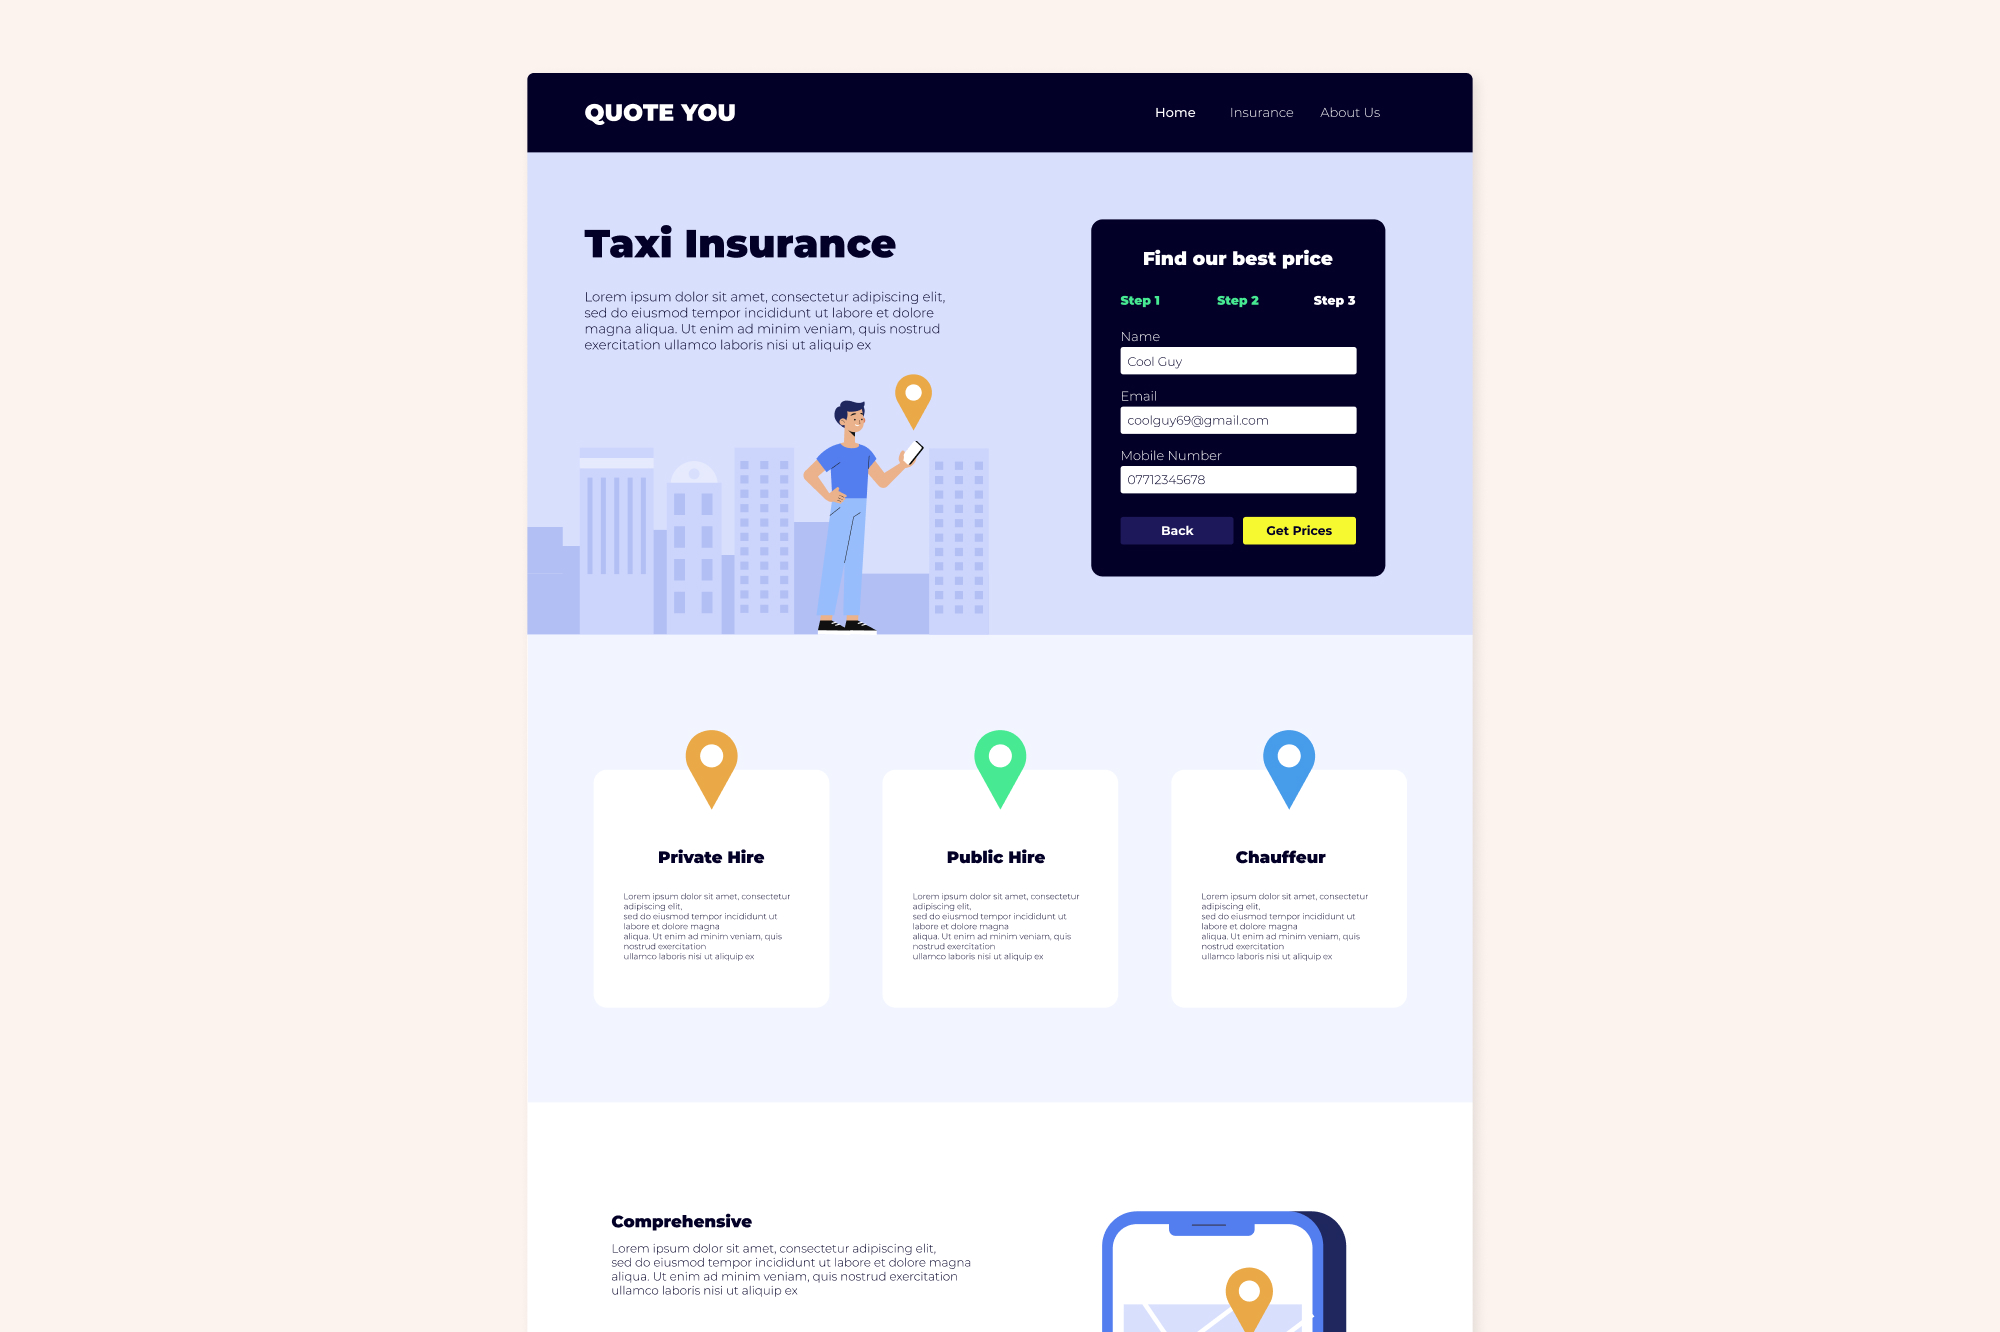 QUOTE YOU
Home Insurance About Us
Taxi Insurance
Lorem ipsum dolor sit amet, consectetur adipiscing elit,
sed do eiusmod tempor incididunt ut labore et dolore
magna aliqua. Ut enim ad minim veniam, quis nostrud
exercitation ullamco laboris nisi ut aliquip ex
Find our best price
Step 1 Step 2 Step 3
Name
Cool Guy
Email
coolguy69@gmail.com
Mobile Number
07712345678
Back Get Prices
Private Hire
Lorem ipsum dolor sit amet, consectetur
adipiscing elit,
sed do eiusmod tempor incididunt ut
labore et dolore magna
aliqua. Ut enim ad minim veniam, quis
nostrud exercitation
ullamco laboris nisi ut aliquip ex
Public Hire
Lorem ipsum dolor sit amet, consectetur
adipiscing elit,
sed do eiusmod tempor incididunt ut
labore et dolore magna
aliqua. Ut enim ad minim veniam, quis
nostrud exercitation
ullamco laboris nisi ut aliquip ex
Chauffeur
Lorem ipsum dolor sit amet, consectetur
adipiscing elit,
sed do eiusmod tempor incididunt ut
labore et dolore magna
aliqua. Ut enim ad minim veniam, quis
nostrud exercitation
ullamco laboris nisi ut aliquip ex
Comprehensive
Lorem ipsum dolor sit amet, consectetur adipiscing elit,
sed do eiusmod tempor incididunt ut labore et dolore magna
aliqua. Ut enim ad minim veniam, quis nostrud exercitation
ullamco laboris nisi ut aliquip ex